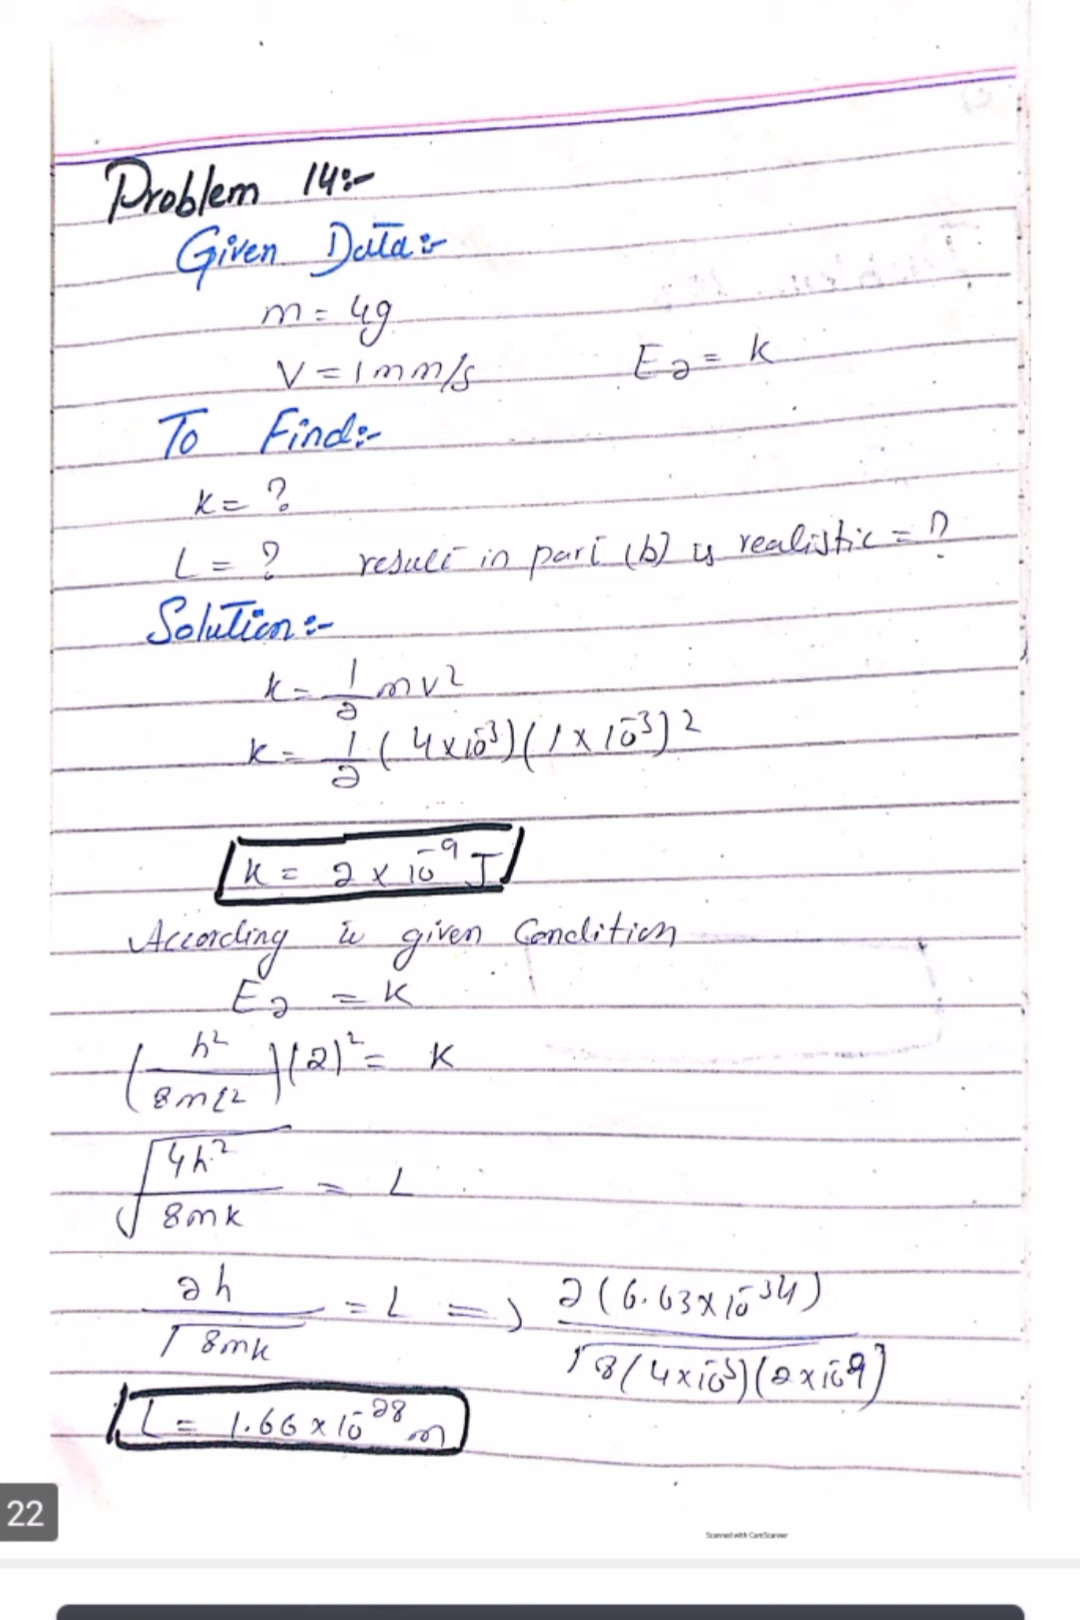 Problem 14:-
Given Data:-
m = 4g
V = 1mm/s E2 = K
To Find:-
K = ?
L = ? result in part (b) is realistic = ?
Solution:-
K = 1/2 mv²
K = 1/2 (4×10⁻³)(1×10⁻³)²
K = 2×10⁻⁹ J
According to given Condition
E2 = K
(h²/8mL²)(2)² = K
√(4h²/8mK) = L
2h/√8mK = L => 2(6.63×10⁻³⁴)/√8(4×10⁻³)(2×10⁻⁹)
L = 1.66×10⁻²⁸ m
22
Scanned with CamScanner